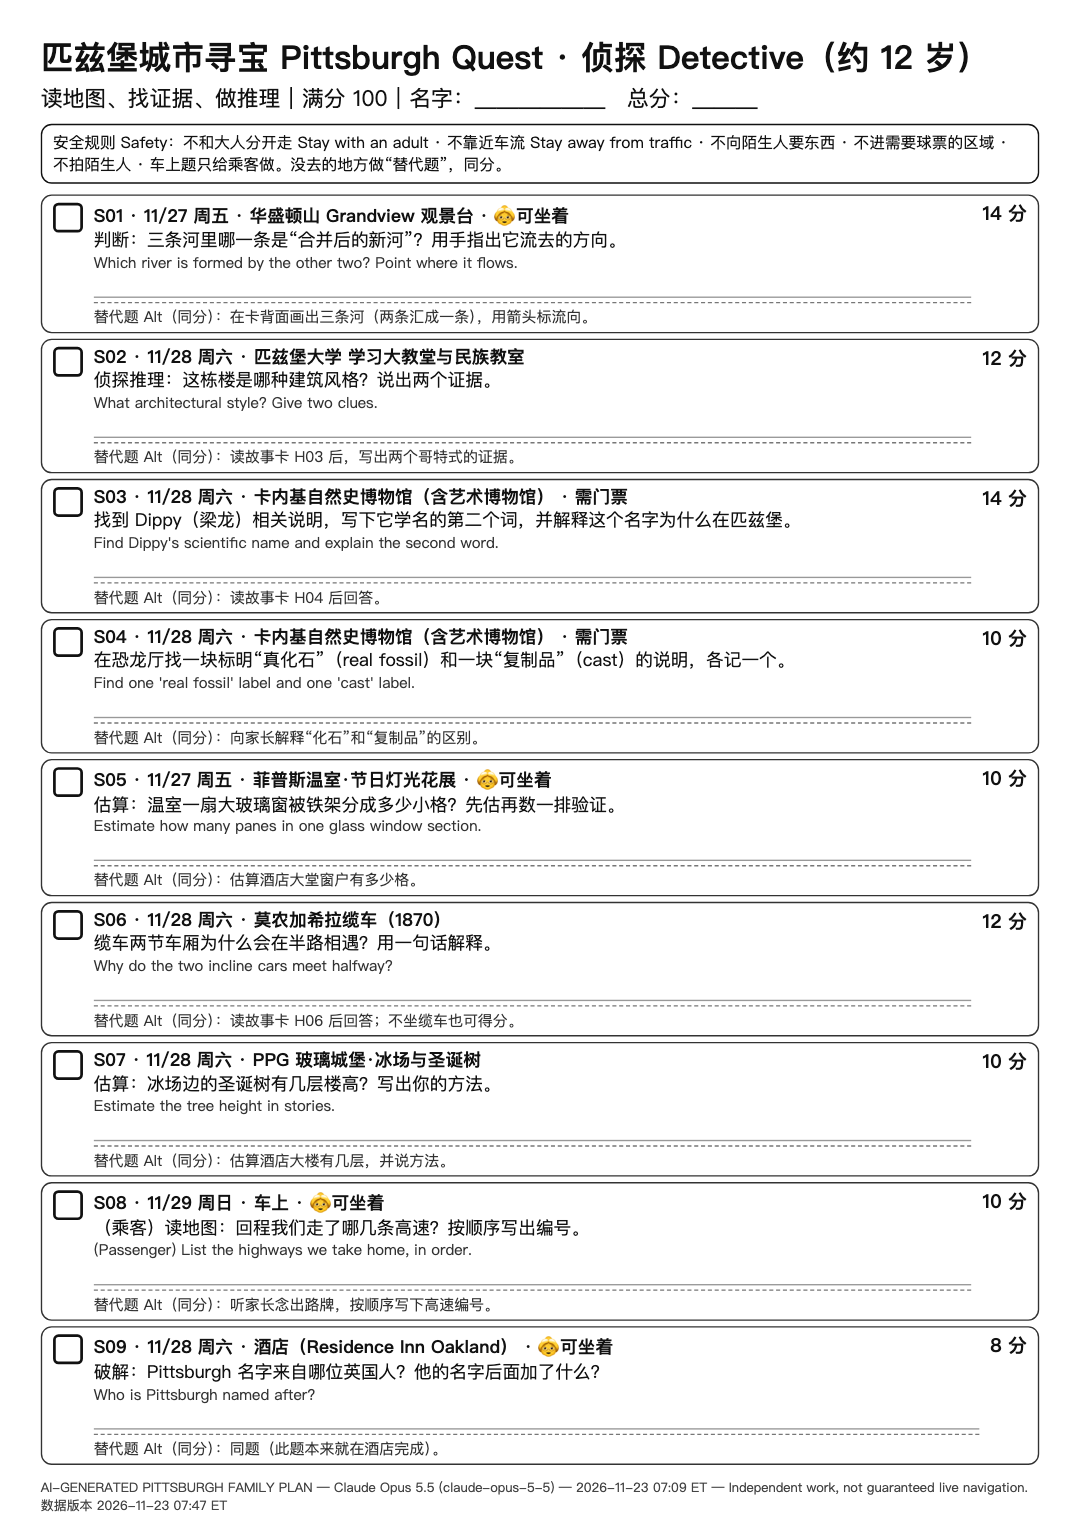 匹兹堡城市寻宝 Pittsburgh Quest · 侦探 Detective（约 12 岁）
读地图、找证据、做推理｜满分 100｜名字：____________ 总分：______
安全规则 Safety：不和大人分开走 Stay with an adult · 不靠近车流 Stay away from traffic · 不向陌生人要东西 · 不进需要球票的区域 ·
不拍陌生人 · 车上题只给乘客做。没去的地方做“替代题”，同分。
S01 · 11/27 周五 · 华盛顿山 Grandview 观景台 · 👵可坐着
14 分
判断：三条河里哪一条是“合并后的新河”？用手指出它流去的方向。
Which river is formed by the other two? Point where it flows.
替代题 Alt（同分）：在卡背面画出三条河（两条汇成一条），用箭头标流向。
S02 · 11/28 周六 · 匹兹堡大学 学习大教堂与民族教室
12 分
侦探推理：这栋楼是哪种建筑风格？说出两个证据。
What architectural style? Give two clues.
替代题 Alt（同分）：读故事卡 H03 后，写出两个哥特式的证据。
S03 · 11/28 周六 · 卡内基自然史博物馆（含艺术博物馆） · 需门票
14 分
找到 Dippy（梁龙）相关说明，写下它学名的第二个词，并解释这个名字为什么在匹兹堡。
Find Dippy's scientific name and explain the second word.
替代题 Alt（同分）：读故事卡 H04 后回答。
S04 · 11/28 周六 · 卡内基自然史博物馆（含艺术博物馆） · 需门票
10 分
在恐龙厅找一块标明“真化石”（real fossil）和一块“复制品”（cast）的说明，各记一个。
Find one 'real fossil' label and one 'cast' label.
替代题 Alt（同分）：向家长解释“化石”和“复制品”的区别。
S05 · 11/27 周五 · 菲普斯温室·节日灯光花展 · 👵可坐着
10 分
估算：温室一扇大玻璃窗被铁架分成多少小格？先估再数一排验证。
Estimate how many panes in one glass window section.
替代题 Alt（同分）：估算酒店大堂窗户有多少格。
S06 · 11/28 周六 · 莫农加希拉缆车（1870）
12 分
缆车两节车厢为什么会在半路相遇？用一句话解释。
Why do the two incline cars meet halfway?
替代题 Alt（同分）：读故事卡 H06 后回答；不坐缆车也可得分。
S07 · 11/28 周六 · PPG 玻璃城堡·冰场与圣诞树
10 分
估算：冰场边的圣诞树有几层楼高？写出你的方法。
Estimate the tree height in stories.
替代题 Alt（同分）：估算酒店大楼有几层，并说方法。
S08 · 11/29 周日 · 车上 · 👵可坐着
10 分
（乘客）读地图：回程我们走了哪几条高速？按顺序写出编号。
(Passenger) List the highways we take home, in order.
替代题 Alt（同分）：听家长念出路牌，按顺序写下高速编号。
S09 · 11/28 周六 · 酒店（Residence Inn Oakland） · 👵可坐着
8 分
破解：Pittsburgh 名字来自哪位英国人？他的名字后面加了什么？
Who is Pittsburgh named after?
替代题 Alt（同分）：同题（此题本来就在酒店完成）。
AI-GENERATED PITTSBURGH FAMILY PLAN — Claude Opus 5.5 (claude-opus-5-5) — 2026-11-23 07:09 ET — Independent work, not guaranteed live navigation.
数据版本 2026-11-23 07:47 ET